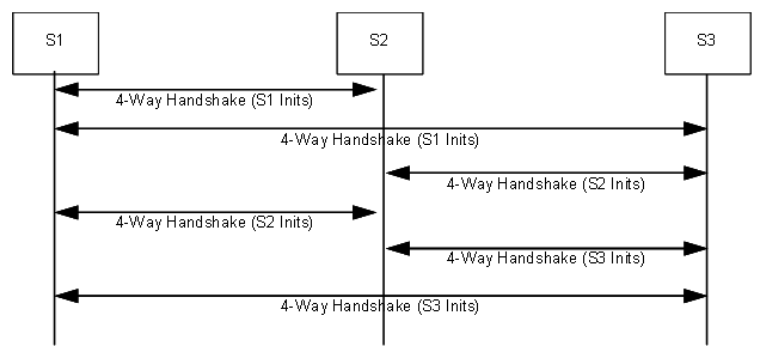 S1
S2
S3
4-Way Handshake (S1 Inits)
4-Way Handshake (S1 Inits)
4-Way Handshake (S2 Inits)
4-Way Handshake (S2 Inits)
4-Way Handshake (S3 Inits)
4-Way Handshake (S3 Inits)